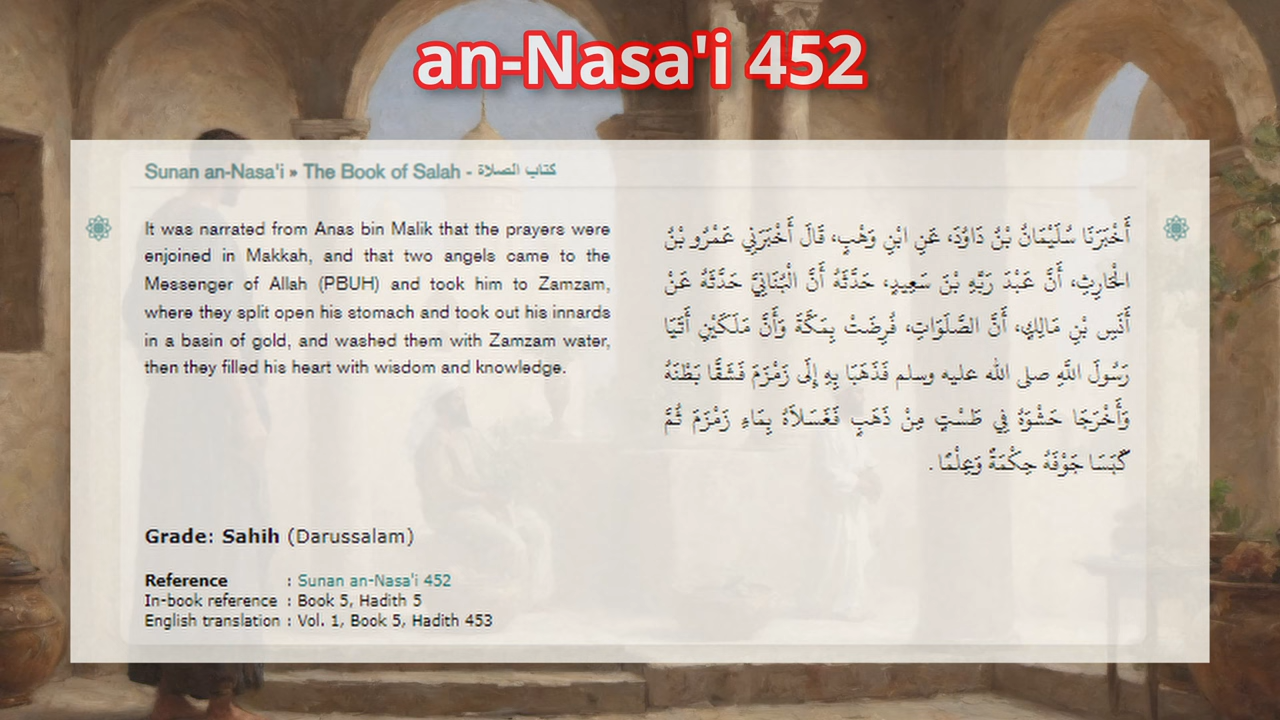 an-Nasa'i 452
Sunan an-Nasa'i » The Book of Salah - كتاب الصلاة
It was narrated from Anas bin Malik that the prayers were
enjoined in Makkah, and that two angels came to the
Messenger of Allah (PBUH) and took him to Zamzam,
where they split open his stomach and took out his innards
in a basin of gold, and washed them with Zamzam water,
then they filled his heart with wisdom and knowledge.
أَخْبَرَنَا سُلَيْمَانُ بْنُ دَاوُدَ، عَنِ ابْنِ وَهْبٍ، قَالَ أَخْبَرَنِي عَمْرُو بْنُ
الْحَارِثِ، أَنَّ عَبْدَ رَبِّهِ بْنَ سَعِيدٍ، حَدَّثَهُ أَنَّ الْبُنَانِيَّ حَدَّثَهُ عَنْ
أَنَسِ بْنِ مَالِكٍ، أَنَّ الصَّلَوَاتِ، فُرِضَتْ بِمَكَّةَ وَأَنَّ مَلَكَيْنِ أَتَيَا
رَسُولَ اللَّهِ صلى الله عليه وسلم فَذَهَبَا بِهِ إِلَى زَمْزَمَ فَشَقَّا بَطْنَهُ
وَأَخْرَجَا حَشْوَهُ فِي طَسْتٍ مِنْ ذَهَبٍ فَغَسَلاَهُ بِمَاءِ زَمْزَمَ ثُمَّ
كَبَسَا جَوْفَهُ حِكْمَةً وَعِلْمًا .
Grade: Sahih (Darussalam)
Reference : Sunan an-Nasa'i 452
In-book reference : Book 5, Hadith 5
English translation : Vol. 1, Book 5, Hadith 453